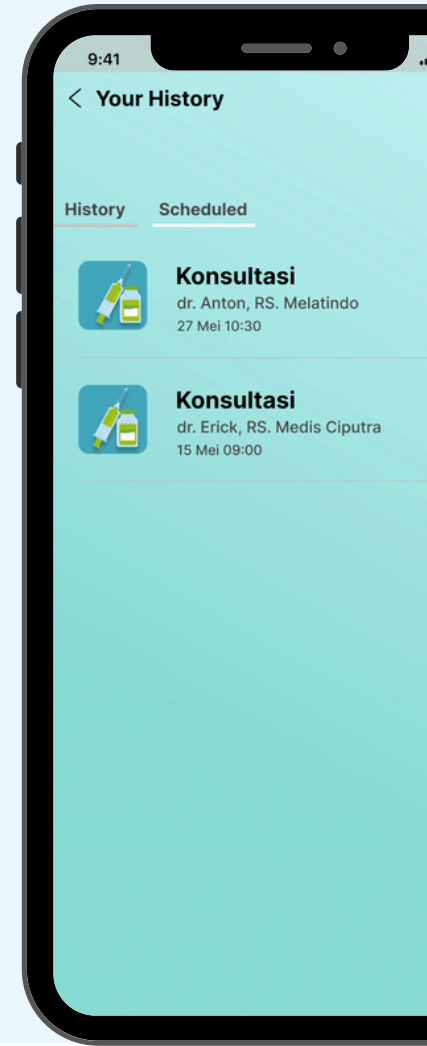 9:41
Your History
History Scheduled
Konsultasi
dr. Anton, RS. Melatindo
27 Mei 10:30
Konsultasi
dr. Erick, RS. Medis Ciputra
15 Mei 09:00